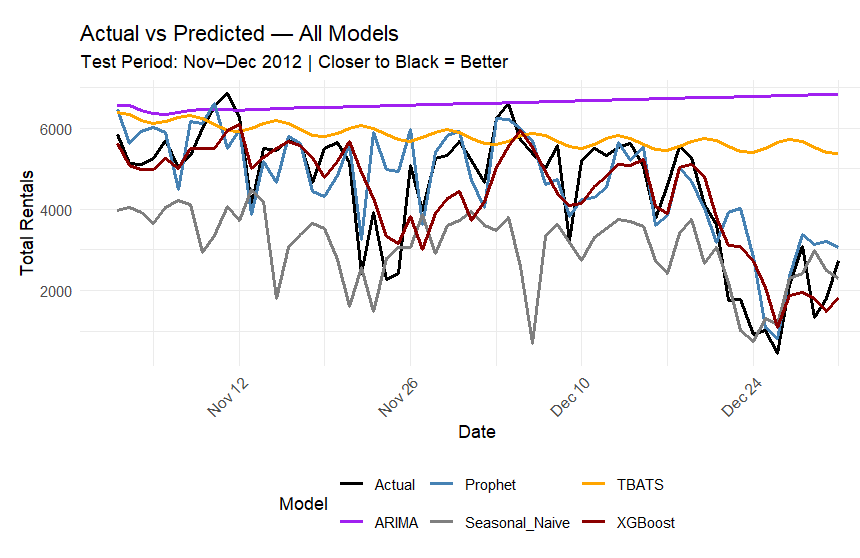 Actual vs Predicted — All Models
Test Period: Nov–Dec 2012 | Closer to Black = Better
Total Rentals
6000
4000
2000
Nov 12
Nov 26
Dec 10
Dec 24
Date
Model
Actual
Prophet
TBATS
ARIMA
Seasonal_Naive
XGBoost